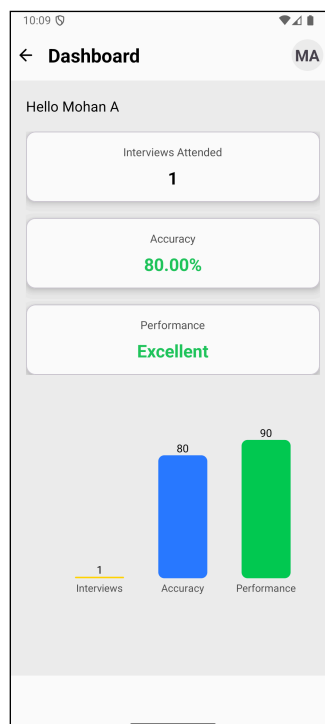 10:09
Dashboard
MA
Hello Mohan A
Interviews Attended
1
Accuracy
80.00%
Performance
Excellent
90
80
1
Interviews Accuracy Performance